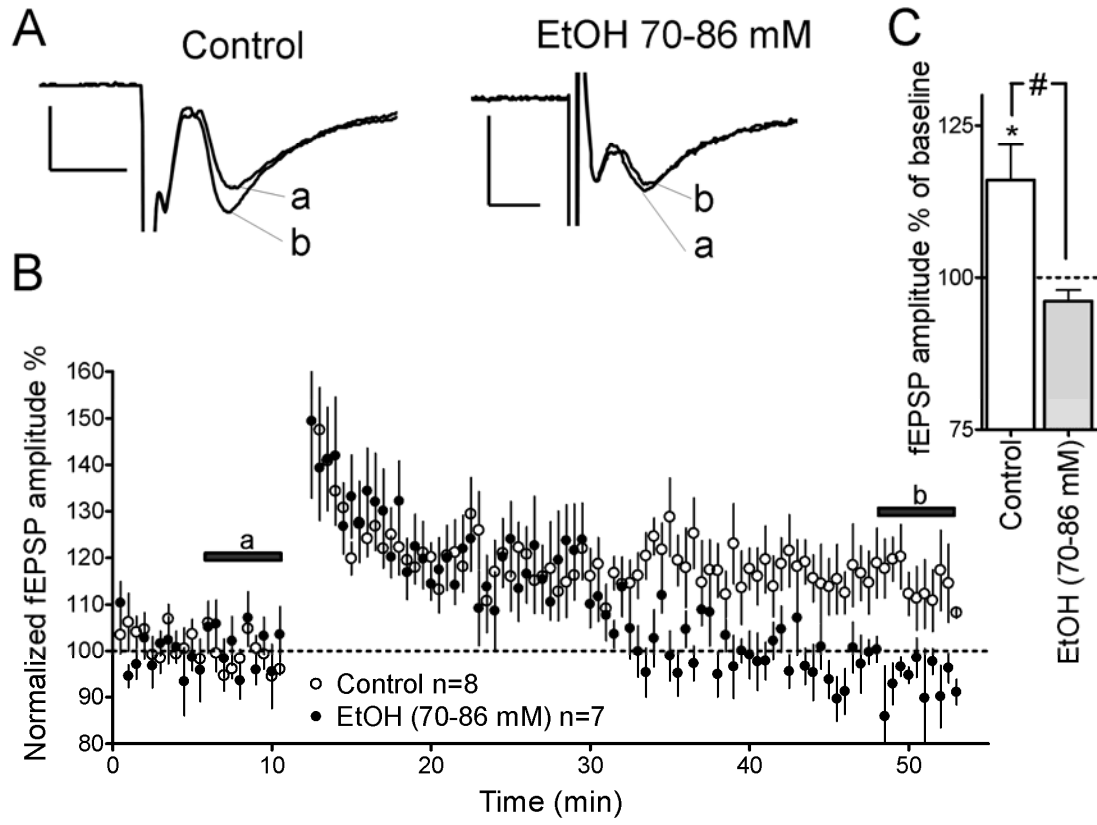 A
Control
EtOH 70-86 mM
a
b
b
a
C
fEPSP amplitude % of baseline
125
100
75
#
*
Control
EtOH (70-86 mM)
B
Normalized fEPSP amplitude %
160
150
140
130
120
110
100
90
80
a
b
Control n=8
EtOH (70-86 mM) n=7
0
10
20
30
40
50
Time (min)